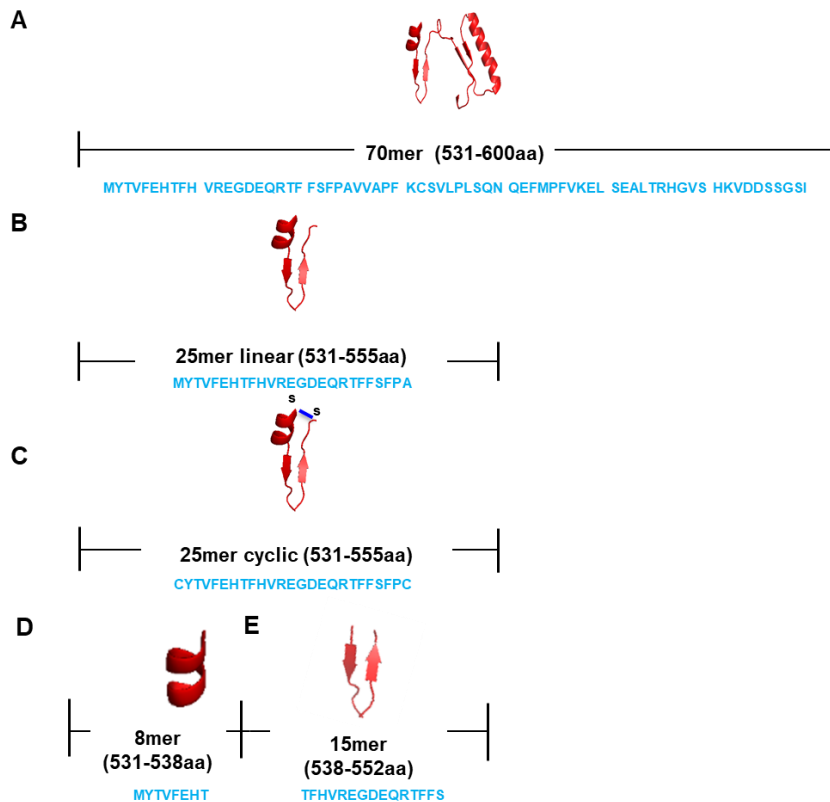 A
70mer (531-600aa)
MYTVFEHTFH VREGDEQRTF FSFPAVVAPF KCSVLPLSQN QEFMPFVKEL SEALTRHGVS HKVDDSSGSI
B
25mer linear (531-555aa)
MYTVFEHTFHVREGDEQRTFFSFPA
s s
C
25mer cyclic (531-555aa)
CYTVFEHTFHVREGDEQRTFFSFPC
D E
8mer
(531-538aa)
MYTVFEHT
15mer
(538-552aa)
TFHVREGDEQRTFFS